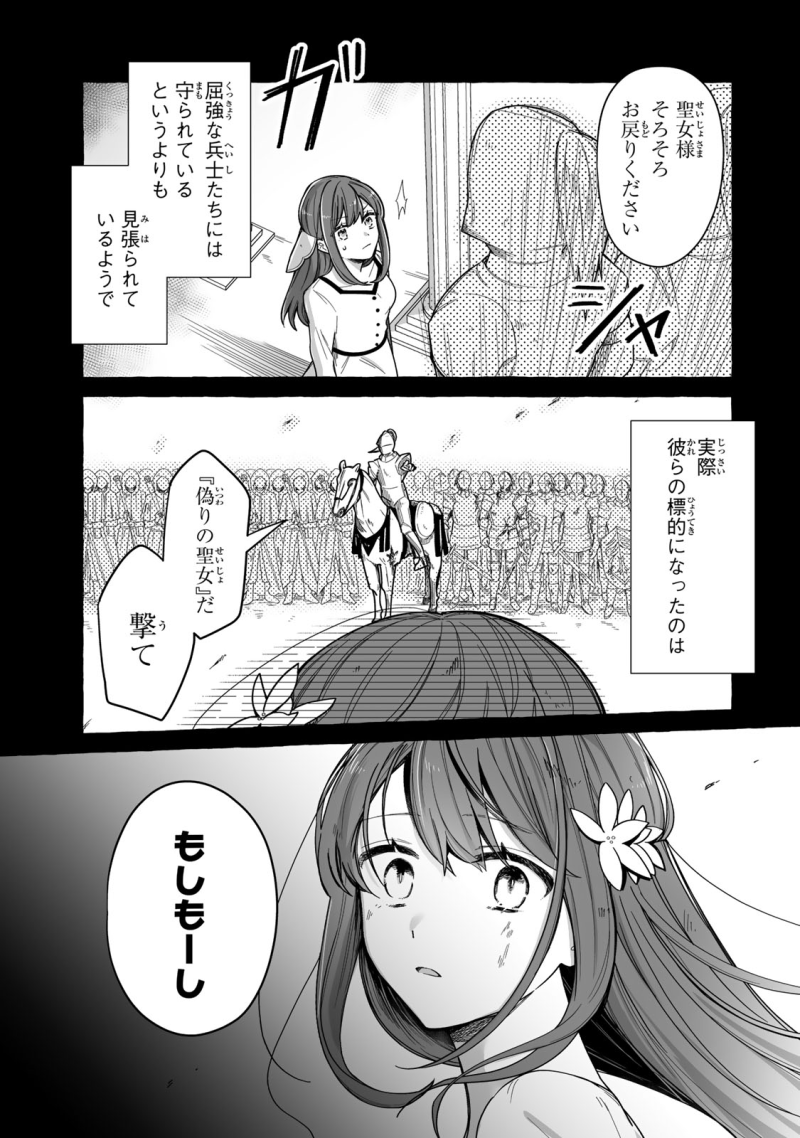 聖女様
そろそろ
お戻りください
ガシャ
屈強な兵士たちには
守られている
というよりも
見張られて
いるようで
実際
彼らの標的になったのは
『偽りの聖女』だ
撃て
もしもーし